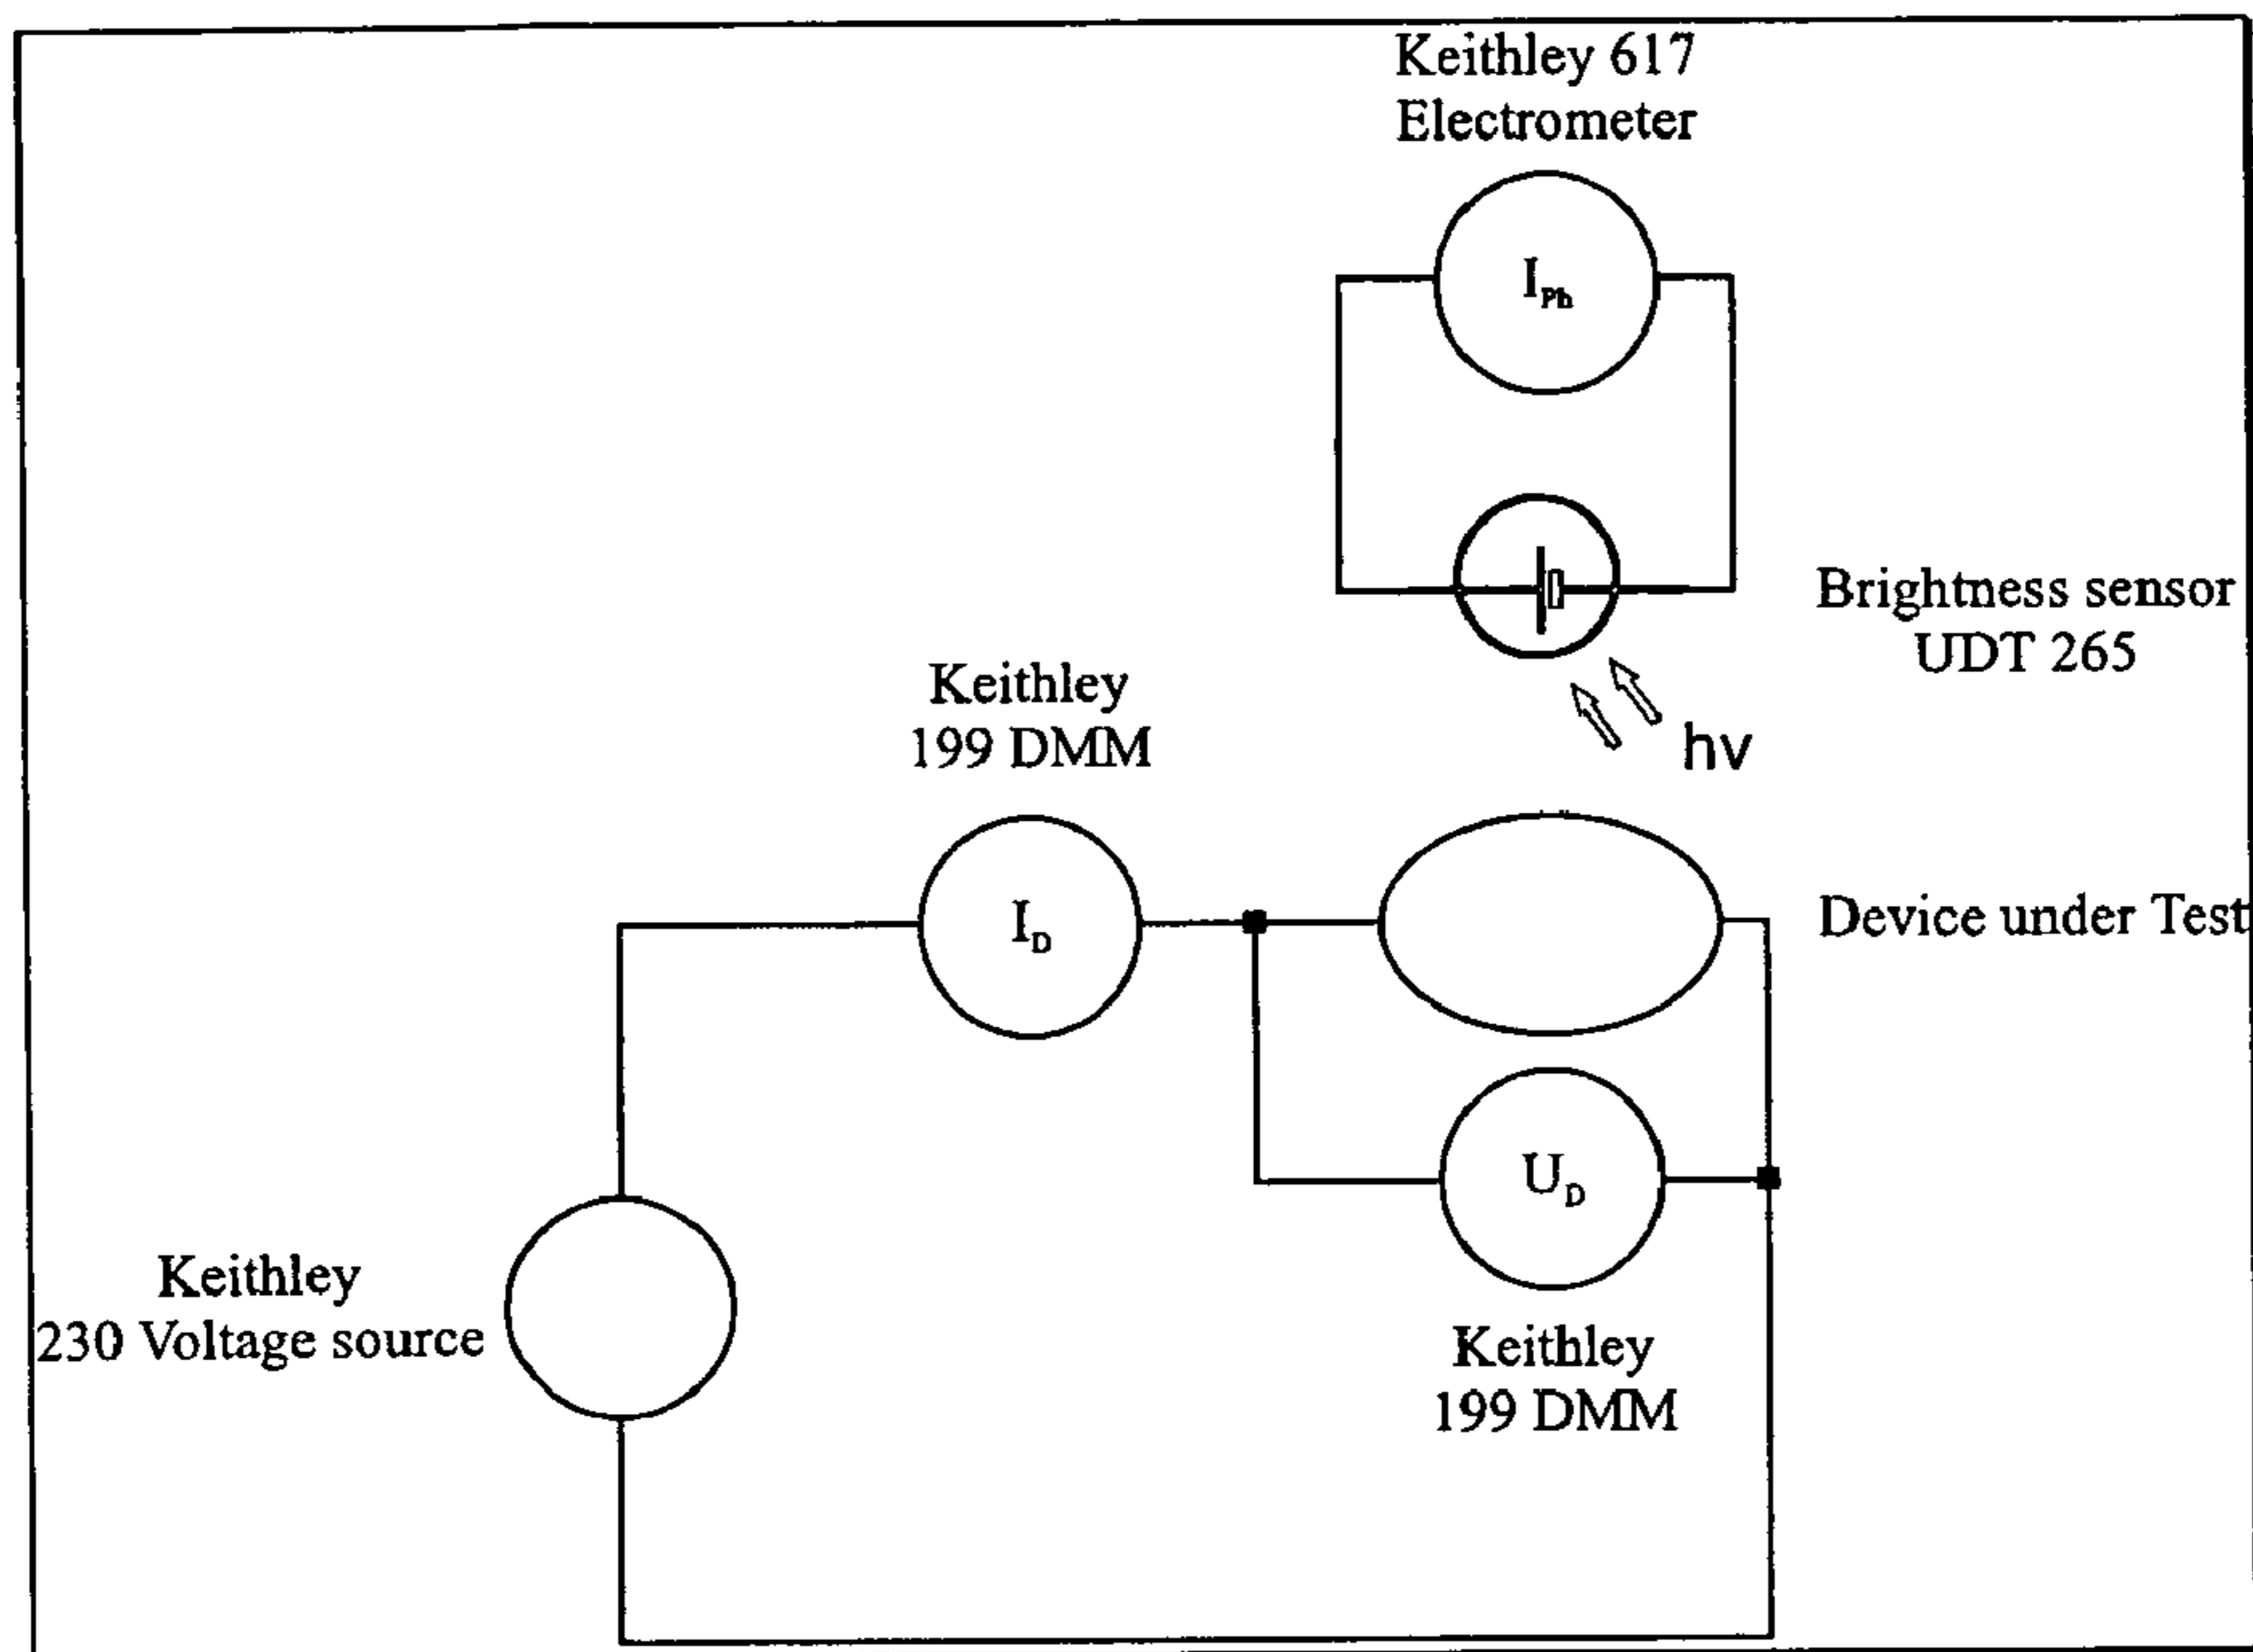 Keithley 617
Electrometer
I_Ph
Brightness sensor
UDT 265
hν
Keithley
199 DMM
I_D
Device under Test
U_D
Keithley
199 DMM
Keithley
230 Voltage source